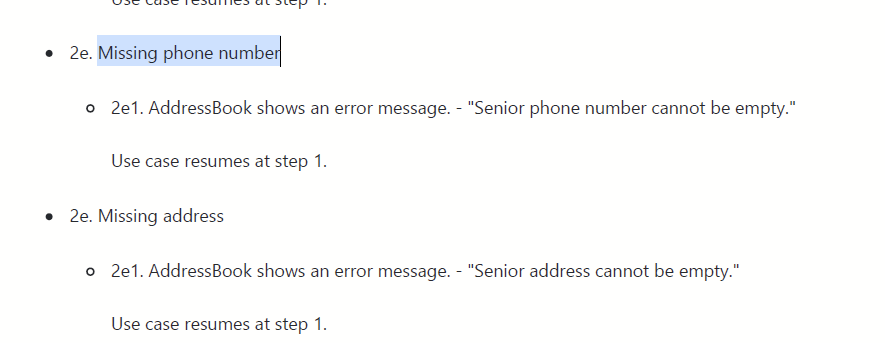 Use case resumes at step 1.
2e. Missing phone number
2e1. AddressBook shows an error message. - "Senior phone number cannot be empty."
Use case resumes at step 1.
2e. Missing address
2e1. AddressBook shows an error message. - "Senior address cannot be empty."
Use case resumes at step 1.